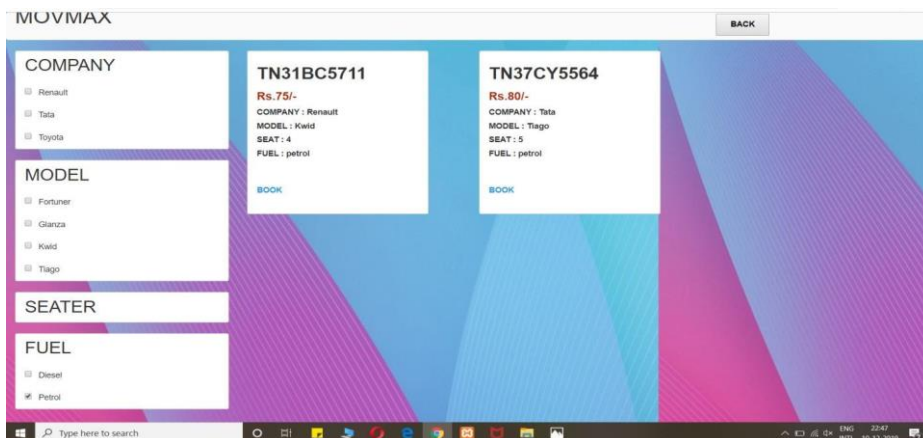 MOVMAX
BACK
COMPANY
Renault
Tata
Toyota
MODEL
Fortuner
Glanza
Kwid
Tiago
SEATER
FUEL
Diesel
Petrol
TN31BC5711
Rs.75/-
COMPANY : Renault
MODEL : Kwid
SEAT : 4
FUEL : petrol
BOOK
TN37CY5564
Rs.80/-
COMPANY : Tata
MODEL : Tiago
SEAT : 5
FUEL : petrol
BOOK
Type here to search
ENG
22:47